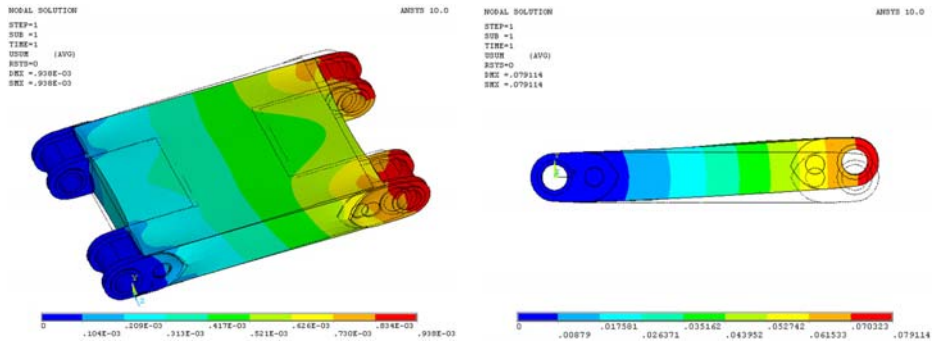 NODAL SOLUTION
ANSYS 10.0
STEP=1
SUB =1
TIME=1
USUM (AVG)
RSYS=0
DMX =.938E-03
SMX =.938E-03
Y
Z
0 .209E-03 .417E-03 .626E-03 .834E-03
.104E-03 .313E-03 .521E-03 .730E-03 .938E-03
NODAL SOLUTION
ANSYS 10.0
STEP=1
SUB =1
TIME=1
USUM (AVG)
RSYS=0
DMX =.079114
SMX =.079114
0 .017581 .035162 .052742 .070323
.00879 .026371 .043952 .061533 .079114